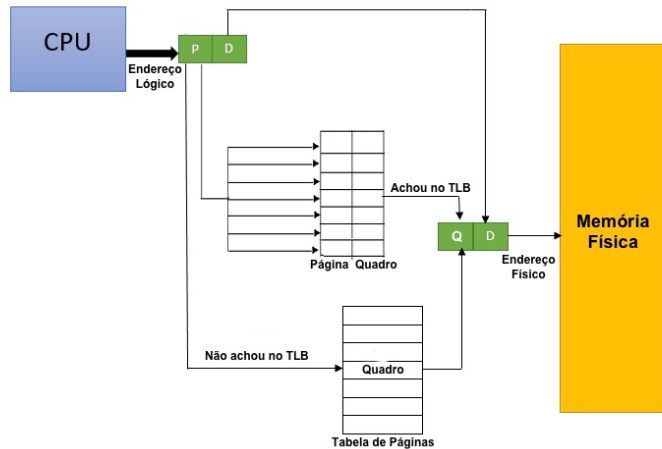 CPU
P D
Endereço
Lógico
Achou no TLB
Q D
Memória
Física
Endereço
Físico
Página Quadro
Não achou no TLB
Quadro
Tabela de Páginas